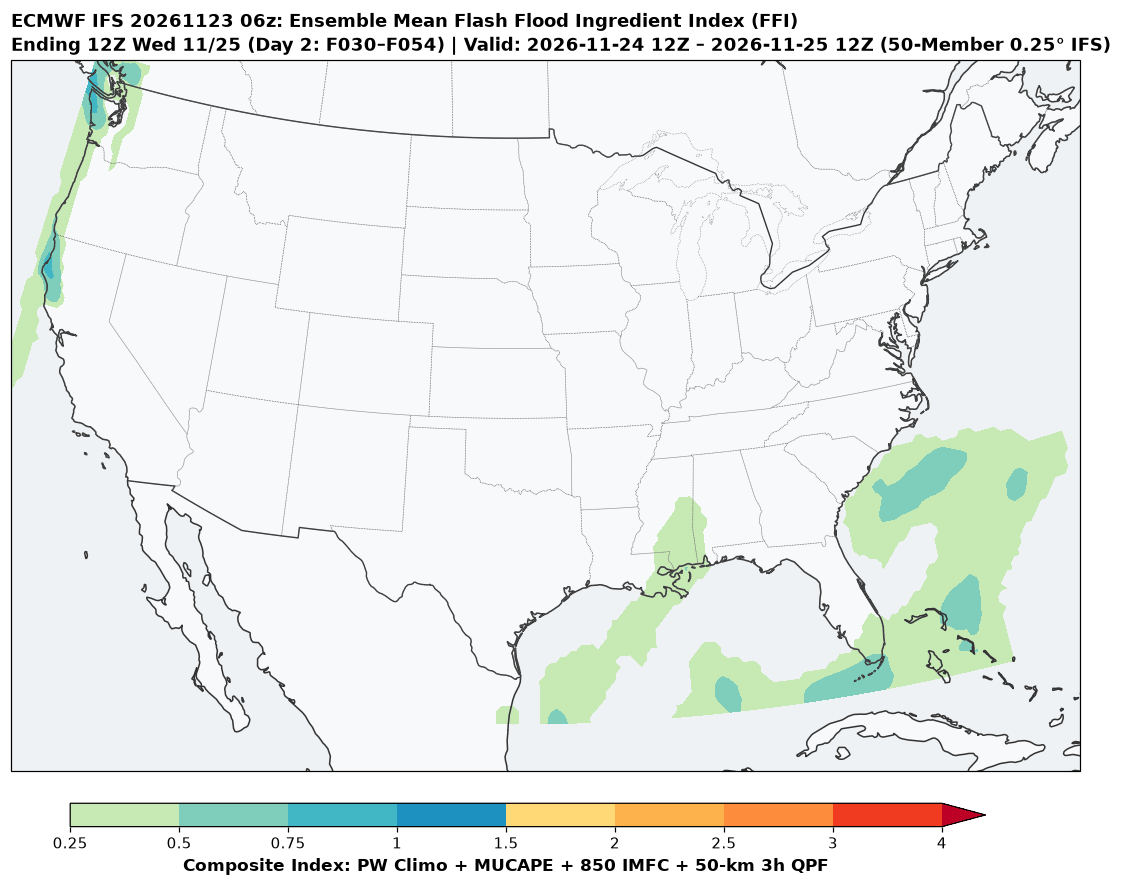 ECMWF IFS 20261123 06z: Ensemble Mean Flash Flood Ingredient Index (FFI)
Ending 12Z Wed 11/25 (Day 2: F030–F054) | Valid: 2026-11-24 12Z – 2026-11-25 12Z (50-Member 0.25° IFS)
0.25 0.5 0.75 1 1.5 2 2.5 3 4
Composite Index: PW Climo + MUCAPE + 850 IMFC + 50-km 3h QPF